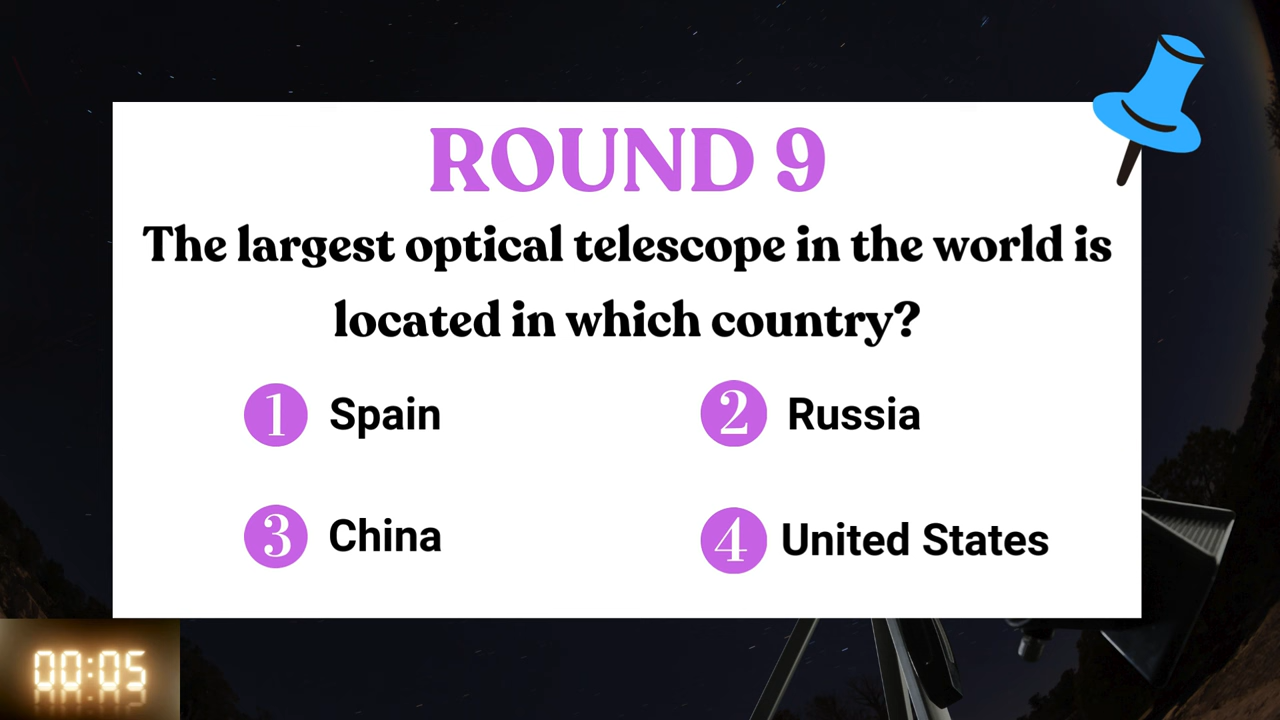 ROUND 9
The largest optical telescope in the world is
located in which country?
1 Spain
2 Russia
3 China
4 United States
00:05